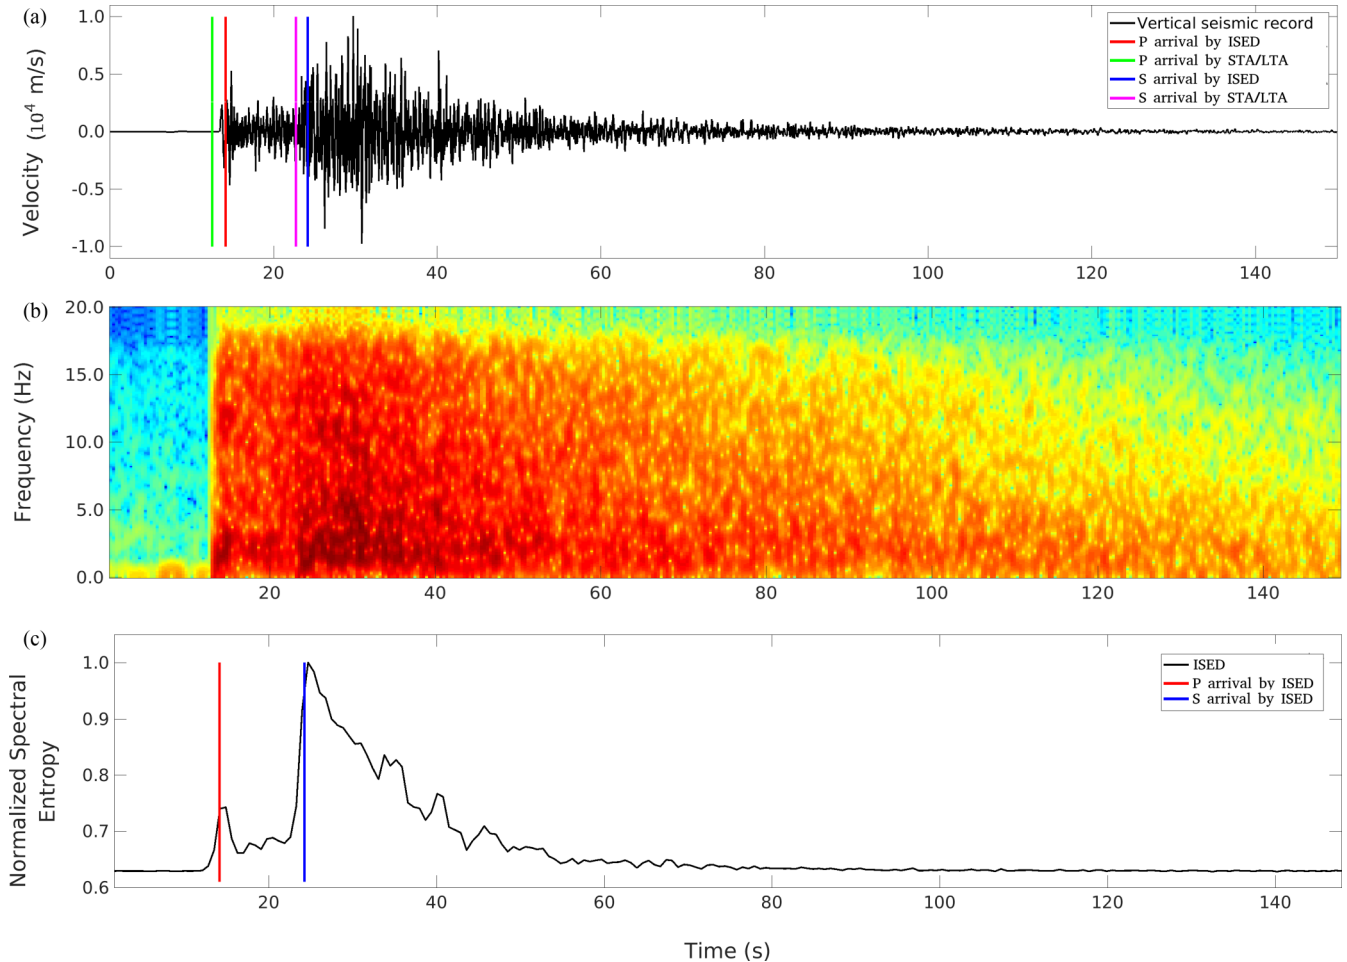 (a)
1.0
0.5
0.0
-0.5
-1.0
Velocity (10⁴ m/s)
Vertical seismic record
P arrival by ISED
P arrival by STA/LTA
S arrival by ISED
S arrival by STA/LTA
0 20 40 60 80 100 120 140
(b)
20.0
15.0
10.0
5.0
0.0
Frequency (Hz)
20 40 60 80 100 120 140
(c)
1.0
0.9
0.8
0.7
0.6
Normalized Spectral
Entropy
ISED
P arrival by ISED
S arrival by ISED
20 40 60 80 100 120 140
Time (s)